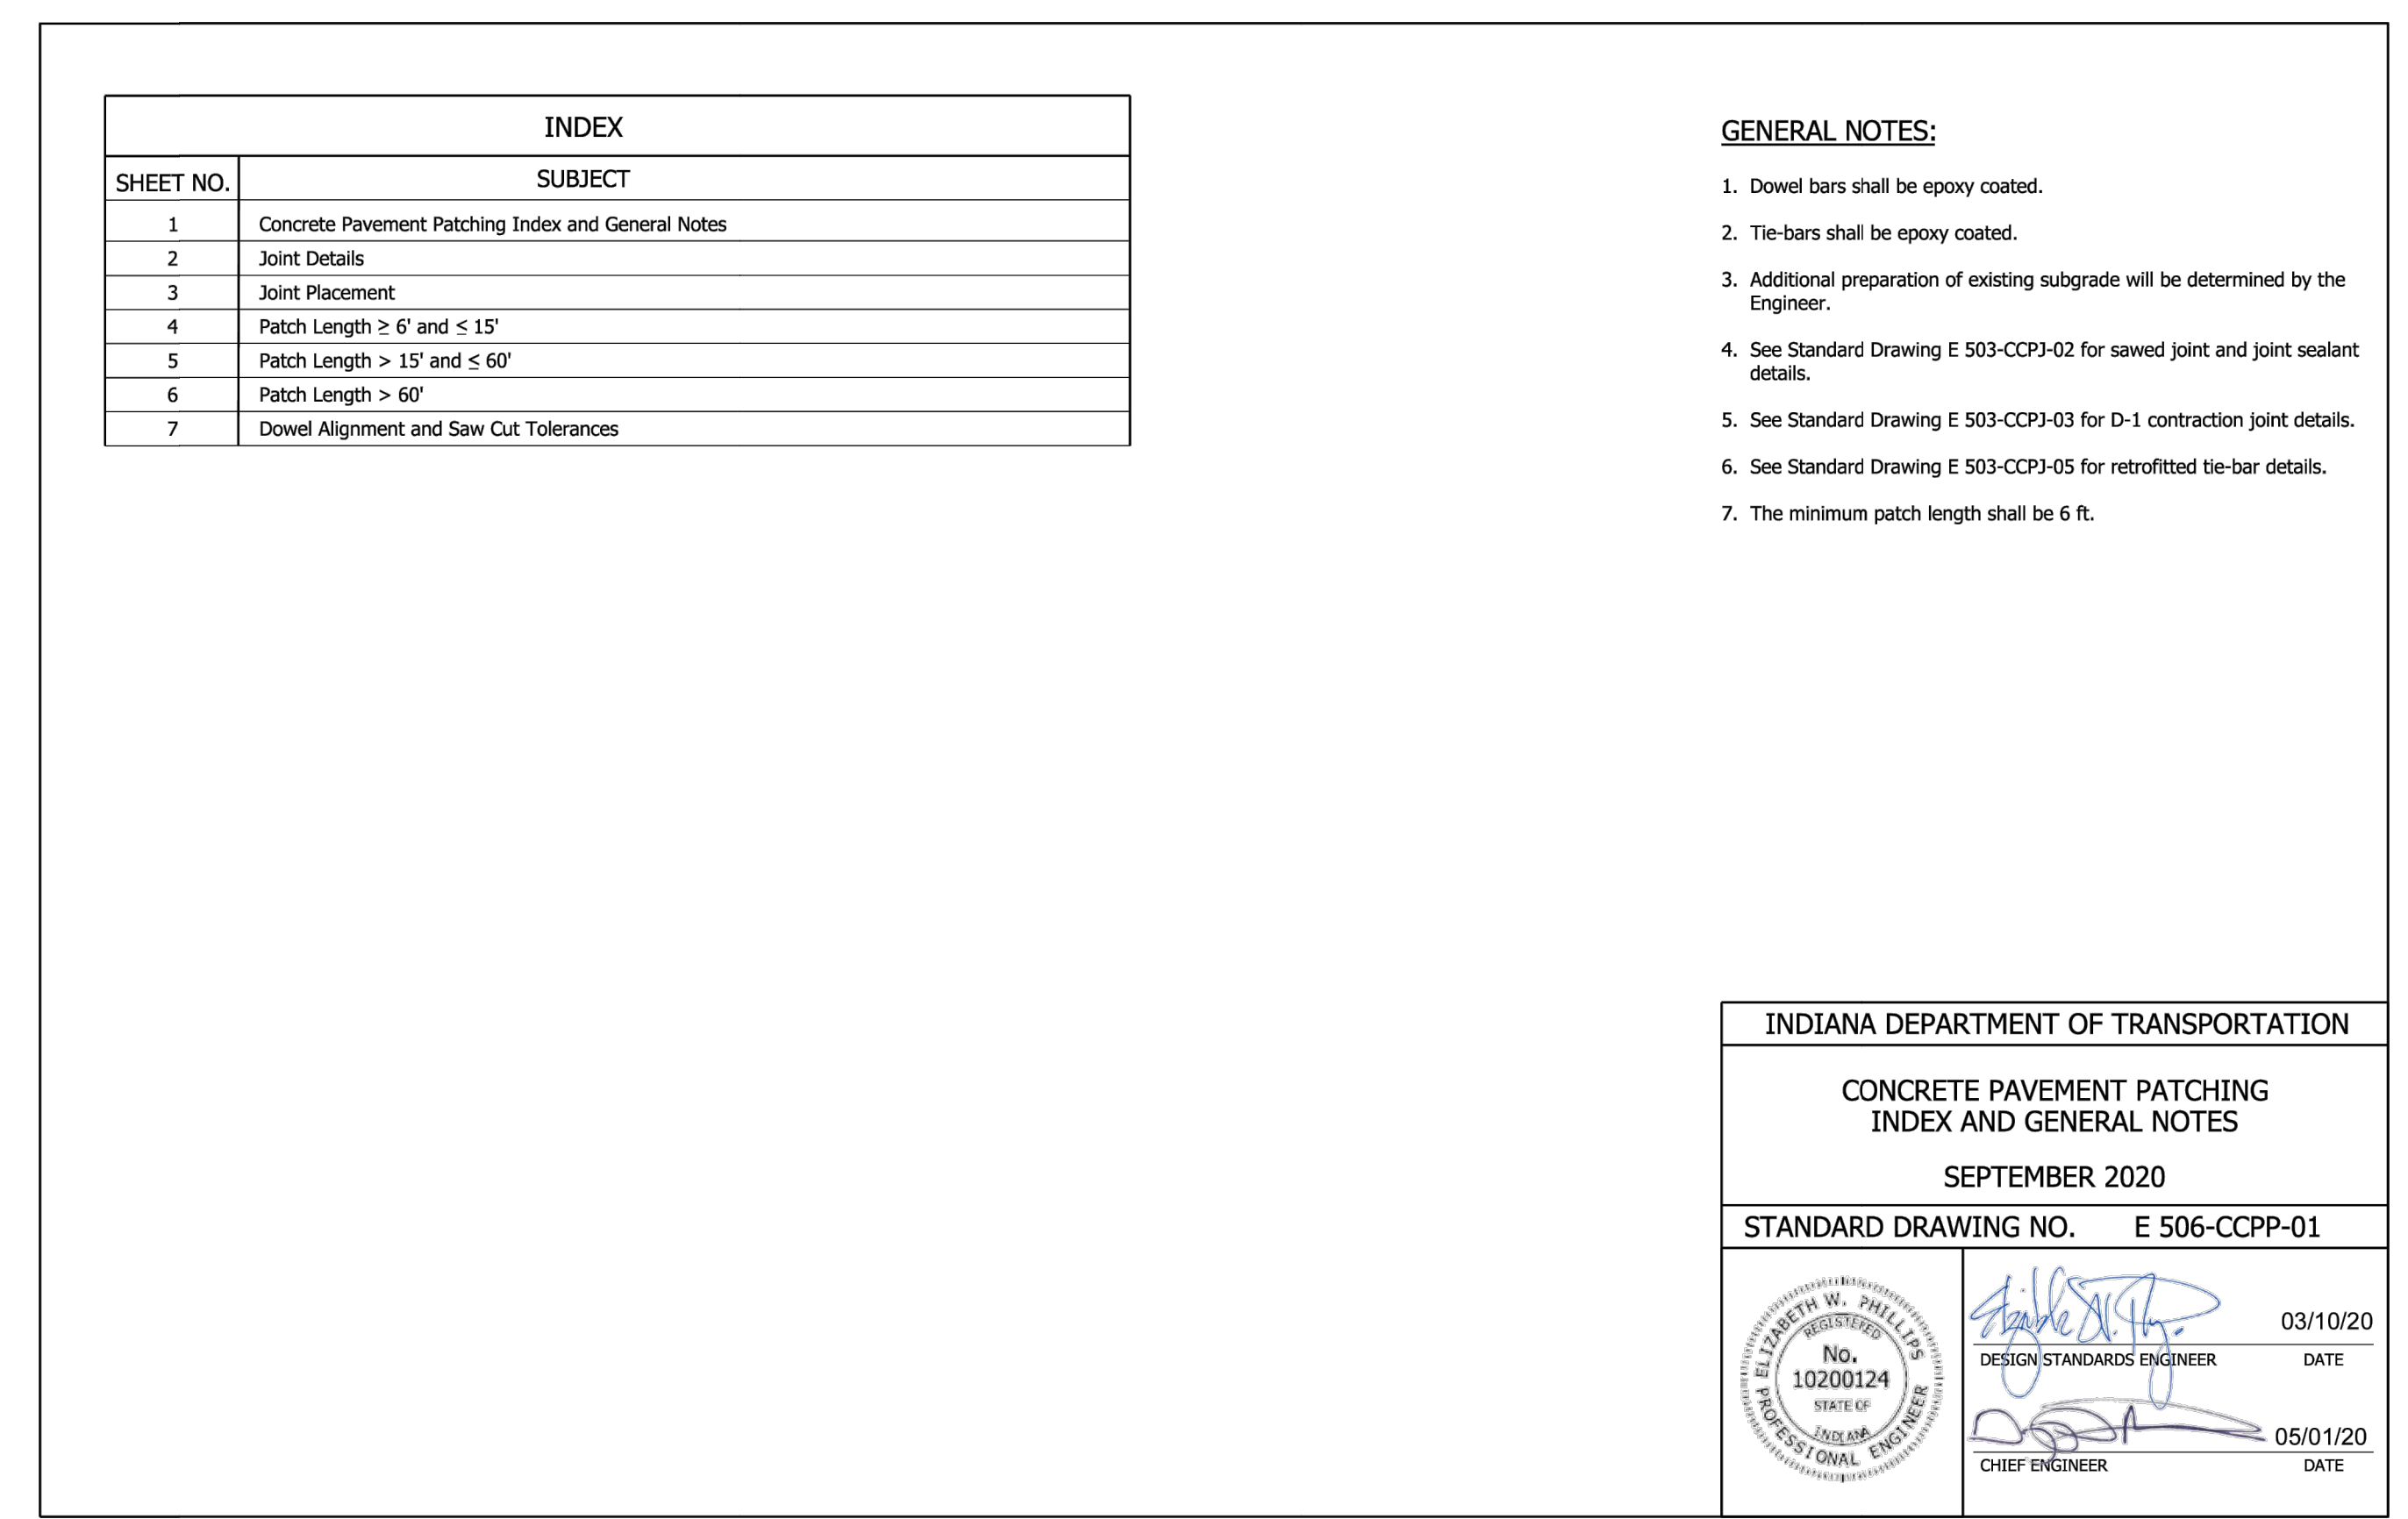 INDEX
SHEET NO. SUBJECT
1 Concrete Pavement Patching Index and General Notes
2 Joint Details
3 Joint Placement
4 Patch Length ≥ 6' and ≤ 15'
5 Patch Length > 15' and ≤ 60'
6 Patch Length > 60'
7 Dowel Alignment and Saw Cut Tolerances
GENERAL NOTES:
1. Dowel bars shall be epoxy coated.
2. Tie-bars shall be epoxy coated.
3. Additional preparation of existing subgrade will be determined by the
Engineer.
4. See Standard Drawing E 503-CCPJ-02 for sawed joint and joint sealant
details.
5. See Standard Drawing E 503-CCPJ-03 for D-1 contraction joint details.
6. See Standard Drawing E 503-CCPJ-05 for retrofitted tie-bar details.
7. The minimum patch length shall be 6 ft.
INDIANA DEPARTMENT OF TRANSPORTATION
CONCRETE PAVEMENT PATCHING
INDEX AND GENERAL NOTES
SEPTEMBER 2020
STANDARD DRAWING NO. E 506-CCPP-01
ELIZABETH W. PHILLIPS
REGISTERED
No.
10200124
STATE OF
INDIANA
PROFESSIONAL ENGINEER
03/10/20
DESIGN STANDARDS ENGINEER DATE
05/01/20
CHIEF ENGINEER DATE